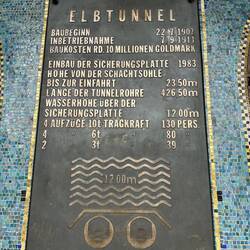 ELBTUNNEL
BAUBEGINN 22.7.1907
INBETRIEBNAHME 7.9.1911
BAUKOSTEN RD. 10 MILLIONEN GOLDMARK
EINBAU DER SICHERUNGSPLATTE 1983
HÖHE VON DER SCHACHTSOHLE
BIS ZUR EINFAHRT 23.50m
LÄNGE DER TUNNELROHRE 426.50m
WASSERHÖHE ÜBER DER
SICHERUNGSPLATTE 12.00m
4 AUFZÜGE 10t TRAGKRAFT 130 PERS.
4 6t 80
2 3t 39
12.00m